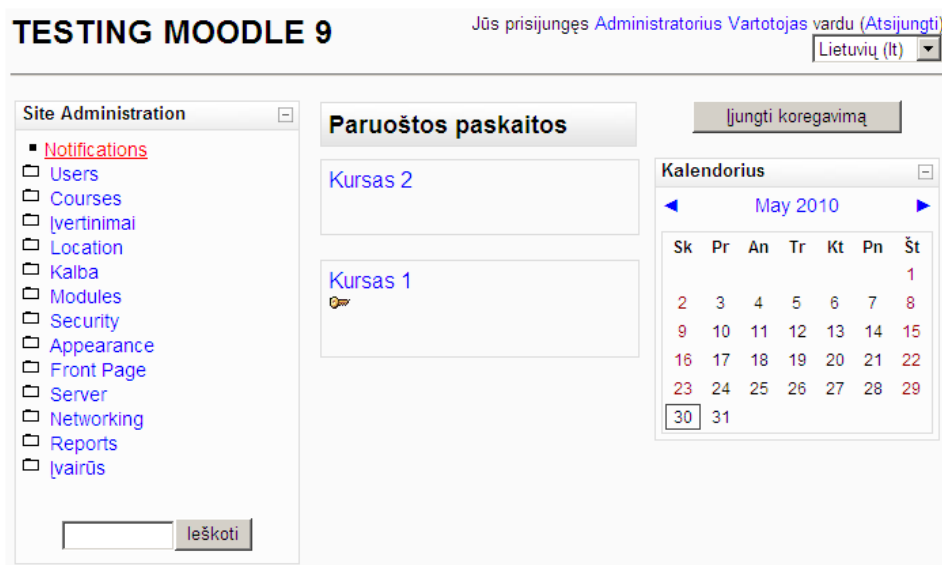 TESTING MOODLE 9
Jūs prisijungęs Administratorius Vartotojas vardu (Atsijungti)
Lietuvių (lt)
Site Administration
Notifications
Users
Courses
Įvertinimai
Location
Kalba
Modules
Security
Appearance
Front Page
Server
Networking
Reports
Įvairūs
Ieškoti
Paruoštos paskaitos
Kursas 2
Kursas 1
Įjungti koregavimą
Kalendorius
◄ May 2010 ►
Sk Pr An Tr Kt Pn Št
1
2 3 4 5 6 7 8
9 10 11 12 13 14 15
16 17 18 19 20 21 22
23 24 25 26 27 28 29
30 31